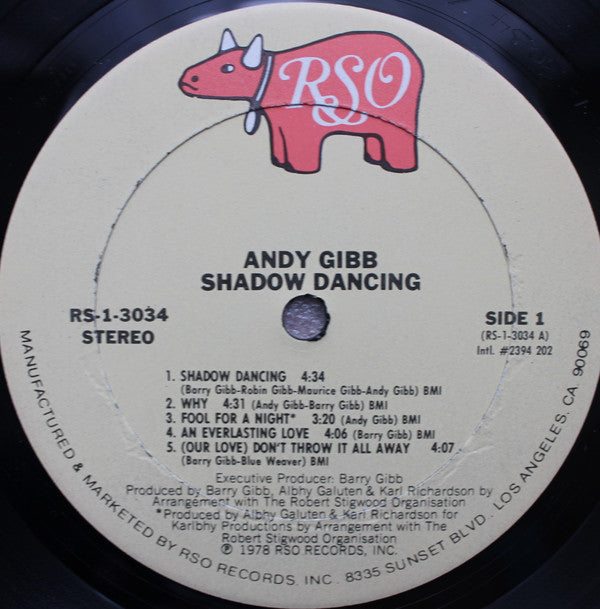 RSO
ANDY GIBB
SHADOW DANCING
RS-1-3034
STEREO
SIDE 1
(RS-1-3034 A)
Intl. #2394 202
1. SHADOW DANCING 4:34
(Barry Gibb-Robin Gibb-Maurice Gibb-Andy Gibb) BMI
2. WHY 4:31 (Andy Gibb-Barry Gibb) BMI
3. FOOL FOR A NIGHT* 3:20 (Andy Gibb) BMI
4. AN EVERLASTING LOVE 4:06 (Barry Gibb) BMI
5. (OUR LOVE) DON'T THROW IT ALL AWAY 4:07
(Barry Gibb-Blue Weaver) BMI
Executive Producer: Barry Gibb
Produced by Barry Gibb, Albhy Galuten & Karl Richardson by
Arrangement with The Robert Stigwood Organisation
*Produced by Albhy Galuten & Karl Richardson for
Karlbhy Productions by Arrangement with The
Robert Stigwood Organisation
℗ 1978 RSO RECORDS, INC.
MANUFACTURED & MARKETED BY RSO RECORDS, INC. 8335 SUNSET BLVD. LOS ANGELES, CA. 90069